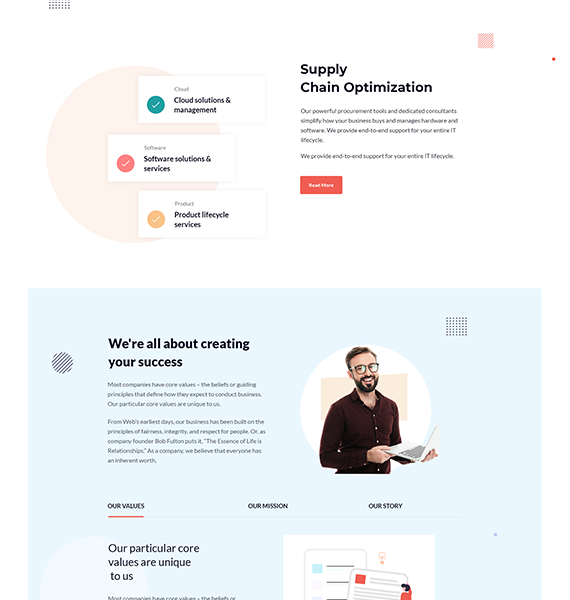 Cloud
Cloud solutions &
management
Software
Software solutions &
services
Product
Product lifecycle
services
Supply
Chain Optimization
Our powerful procurement tools and dedicated consultants
simplify how your business buys and manages hardware and
software. We provide end-to-end support for your entire IT
lifecycle.
We provide end-to-end support for your entire IT lifecycle.
Read More
We're all about creating
your success
Most companies have core values – the beliefs or guiding
principles that define how they expect to conduct business.
Our particular core values are unique to us.
From Web's earliest days, our business has been built on the
principles of fairness, integrity, and respect for people. Or, as
company founder Bob Fulton puts it, "The Essence of Life is
Relationships." As a company, we believe that everyone has
an inherent worth,
OUR VALUES
OUR MISSION
OUR STORY
Our particular core
values are unique
to us
Most companies have core values – the beliefs or